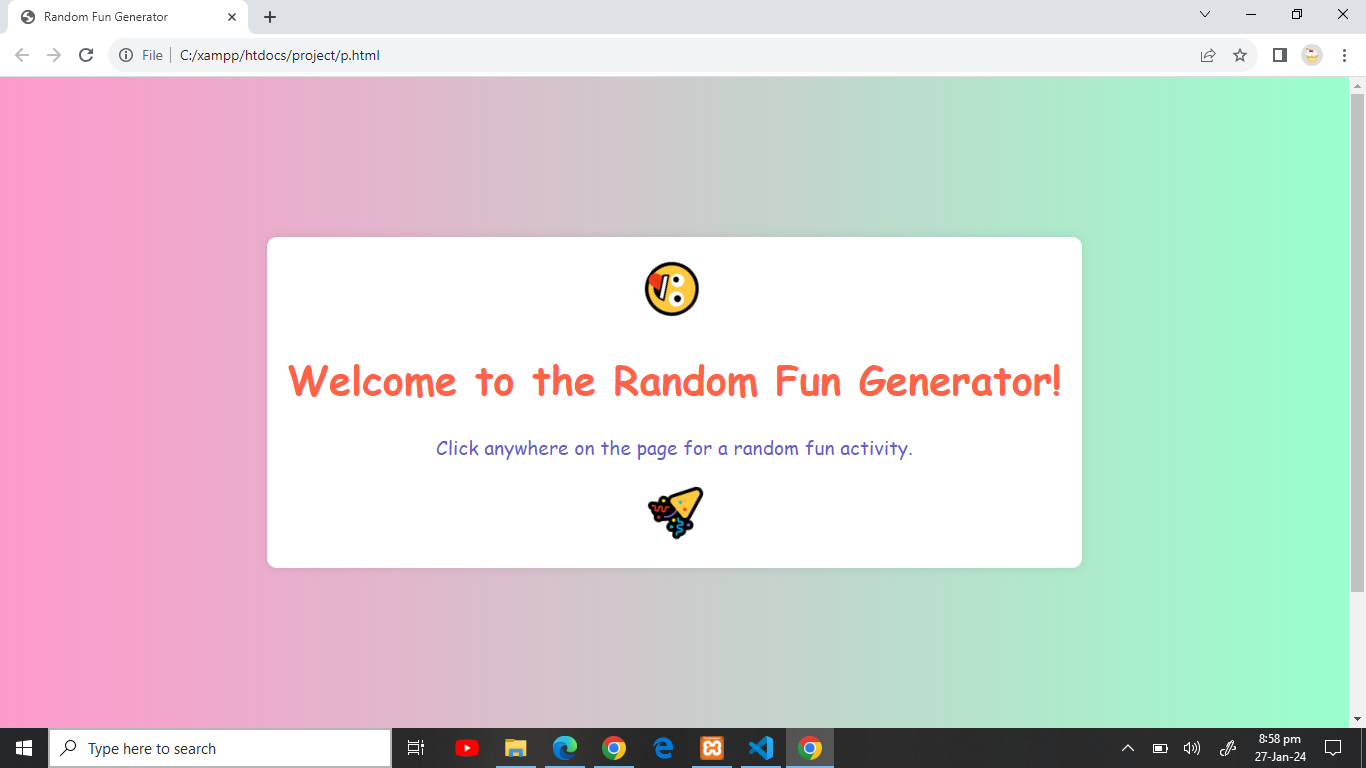 Random Fun Generator
File
C:/xampp/htdocs/project/p.html
Welcome to the Random Fun Generator!
Click anywhere on the page for a random fun activity.
Type here to search
8:58 pm
27-Jan-24